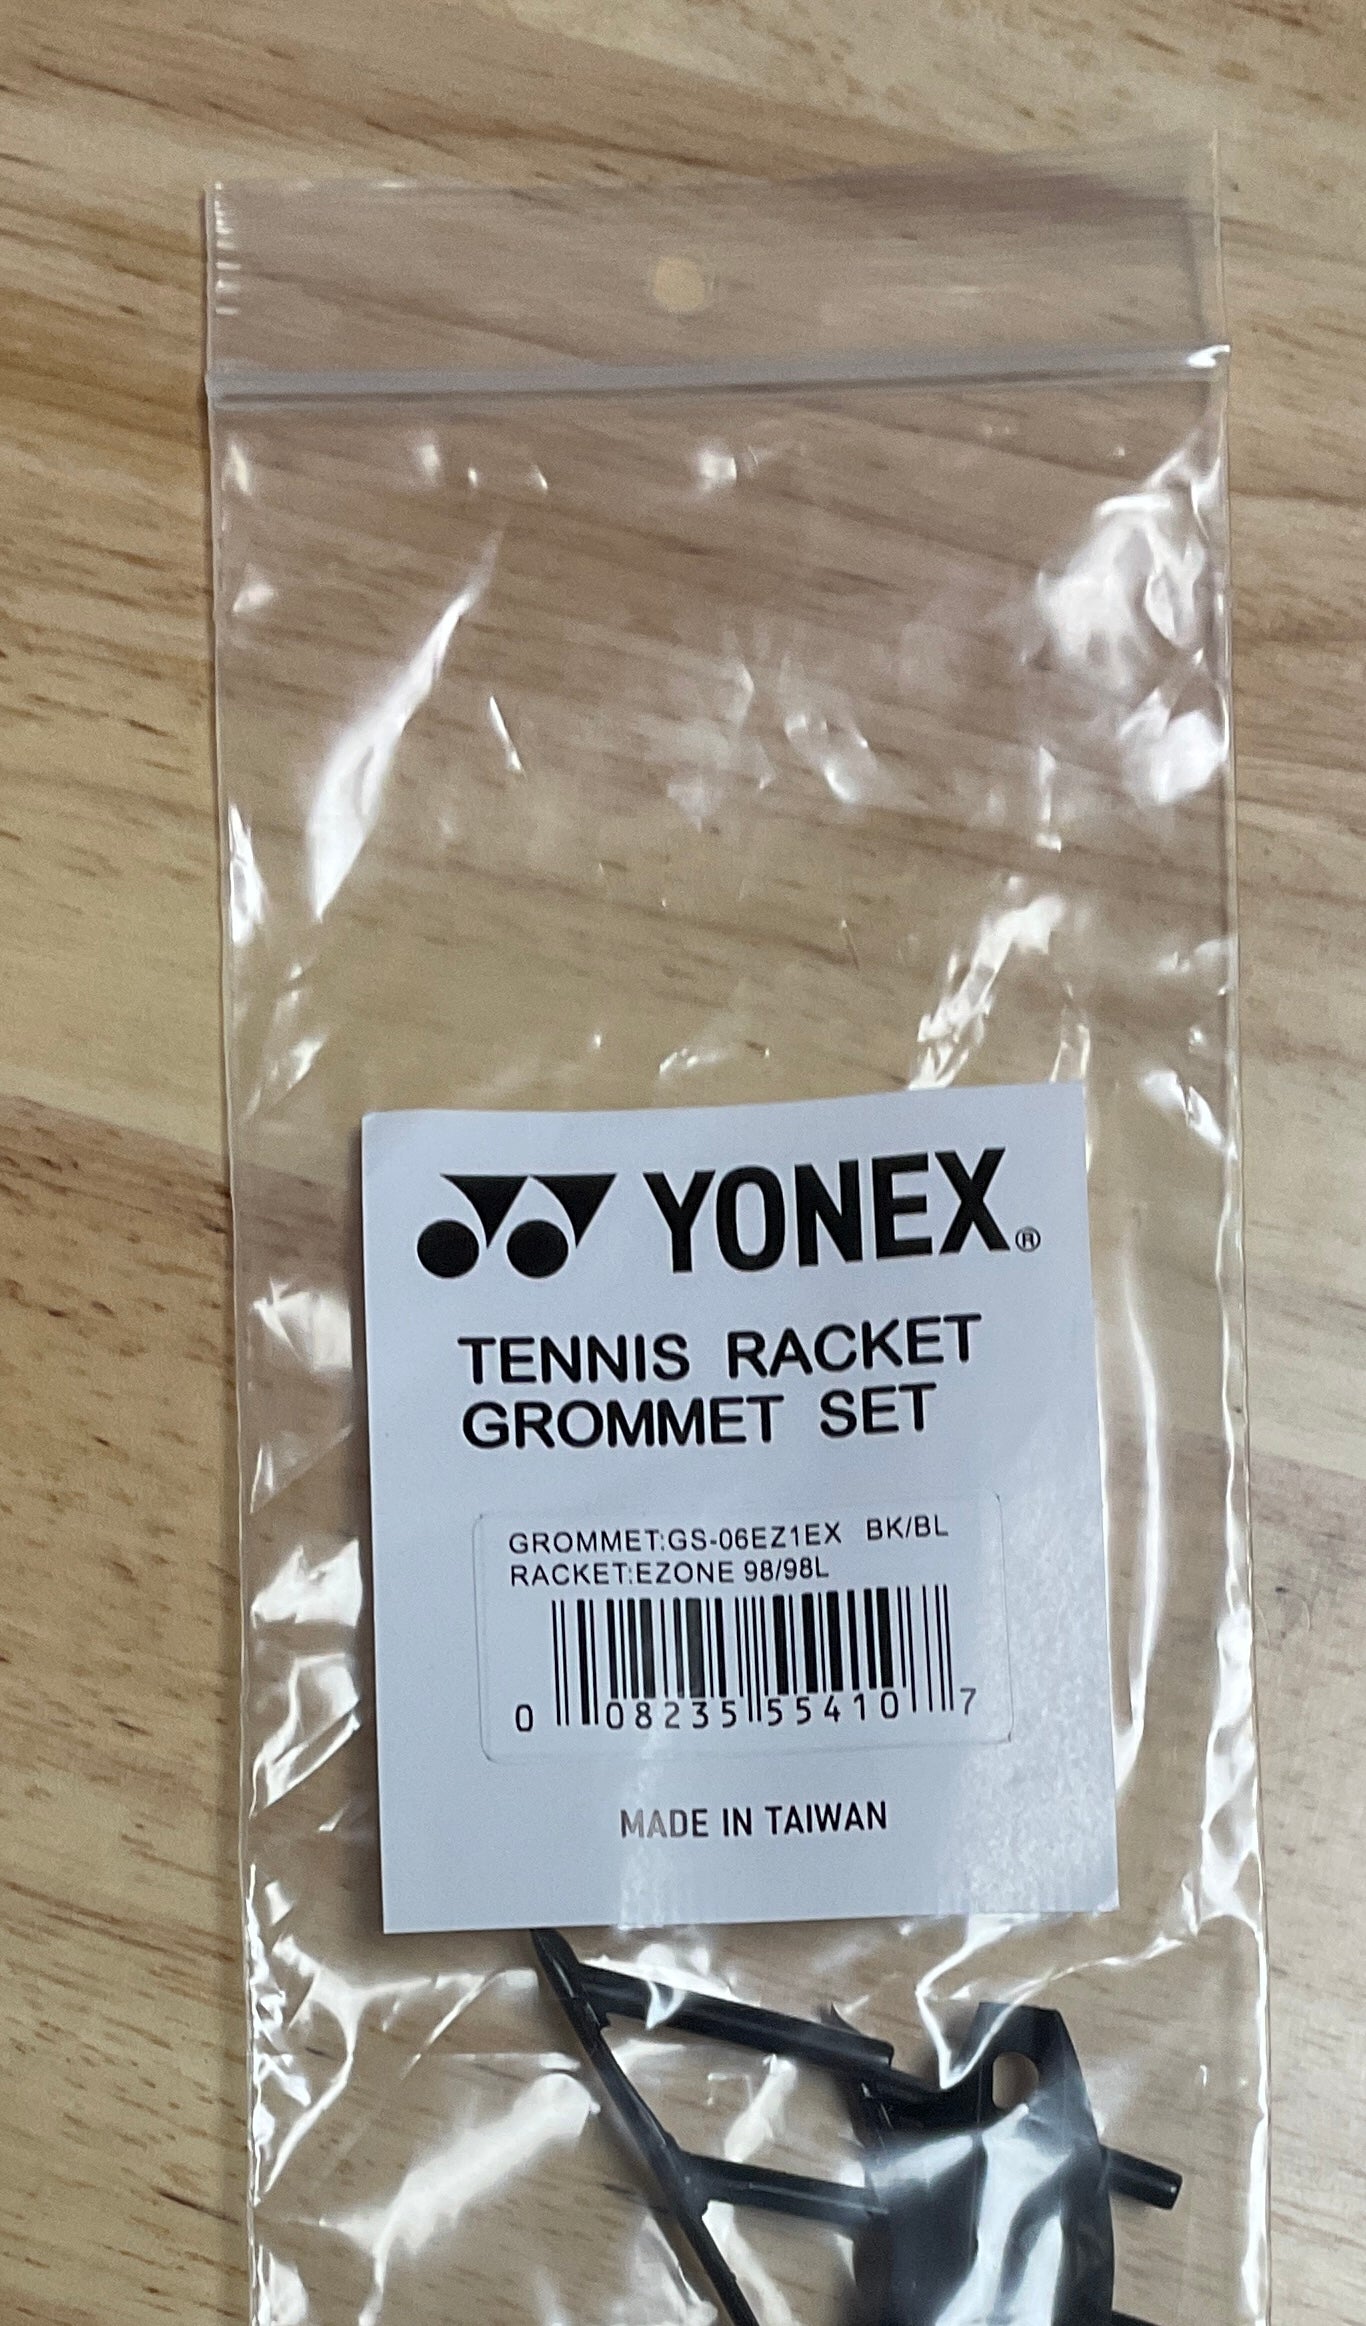 YONEX®
TENNIS RACKET
GROMMET SET
GROMMET:GS-06EZ1EX BK/BL
RACKET:EZONE 98/98L
0 08235 55410 7
MADE IN TAIWAN